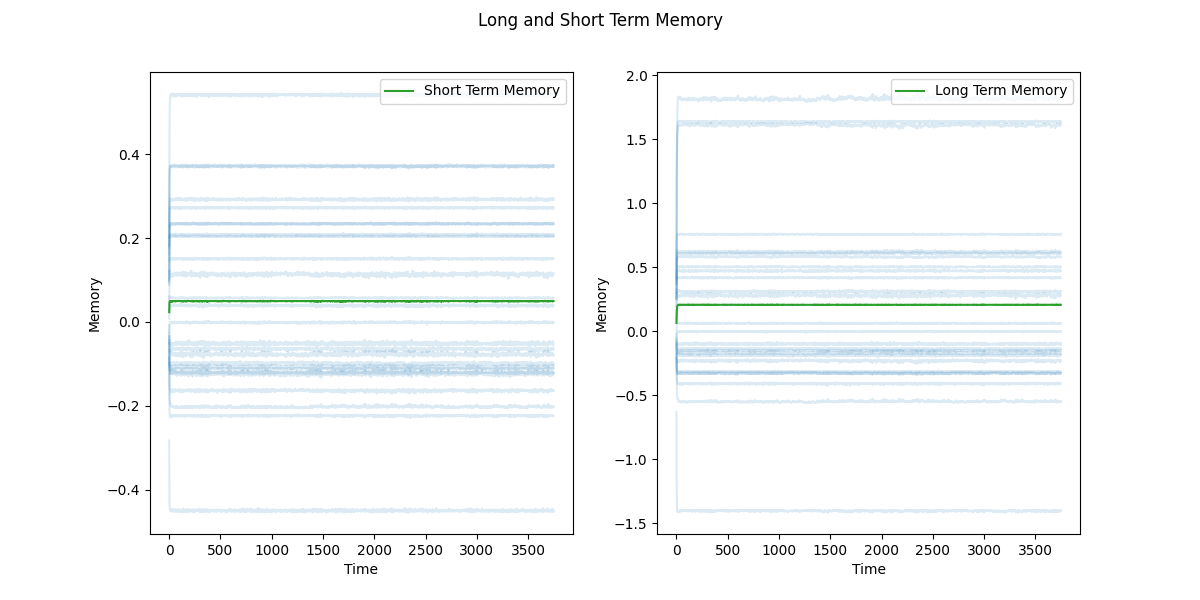 Long and Short Term Memory
Short Term Memory
Memory
0.4
0.2
0.0
−0.2
−0.4
0 500 1000 1500 2000 2500 3000 3500
Time
Long Term Memory
Memory
2.0
1.5
1.0
0.5
0.0
−0.5
−1.0
−1.5
0 500 1000 1500 2000 2500 3000 3500
Time